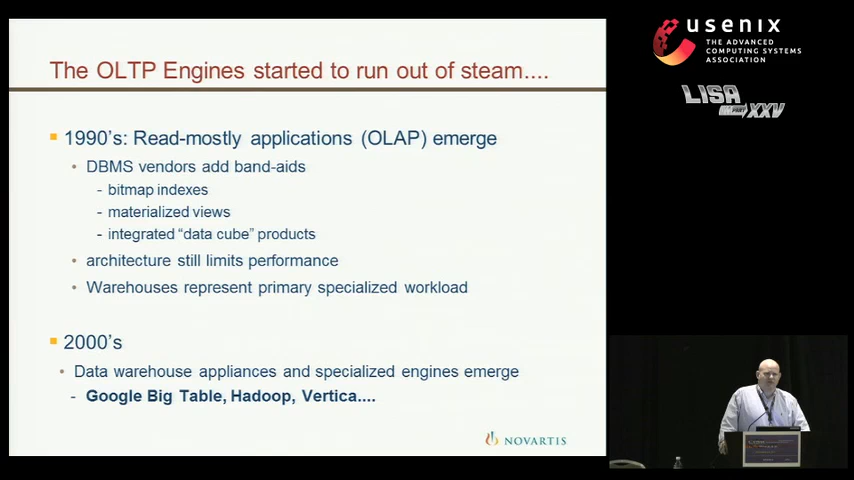 The OLTP Engines started to run out of steam....
1990's: Read-mostly applications (OLAP) emerge
DBMS vendors add band-aids
- bitmap indexes
- materialized views
- integrated “data cube” products
architecture still limits performance
Warehouses represent primary specialized workload
2000's
Data warehouse appliances and specialized engines emerge
- Google Big Table, Hadoop, Vertica....
NOVARTIS
usenix
THE ADVANCED
COMPUTING SYSTEMS
ASSOCIATION
LISA XXV